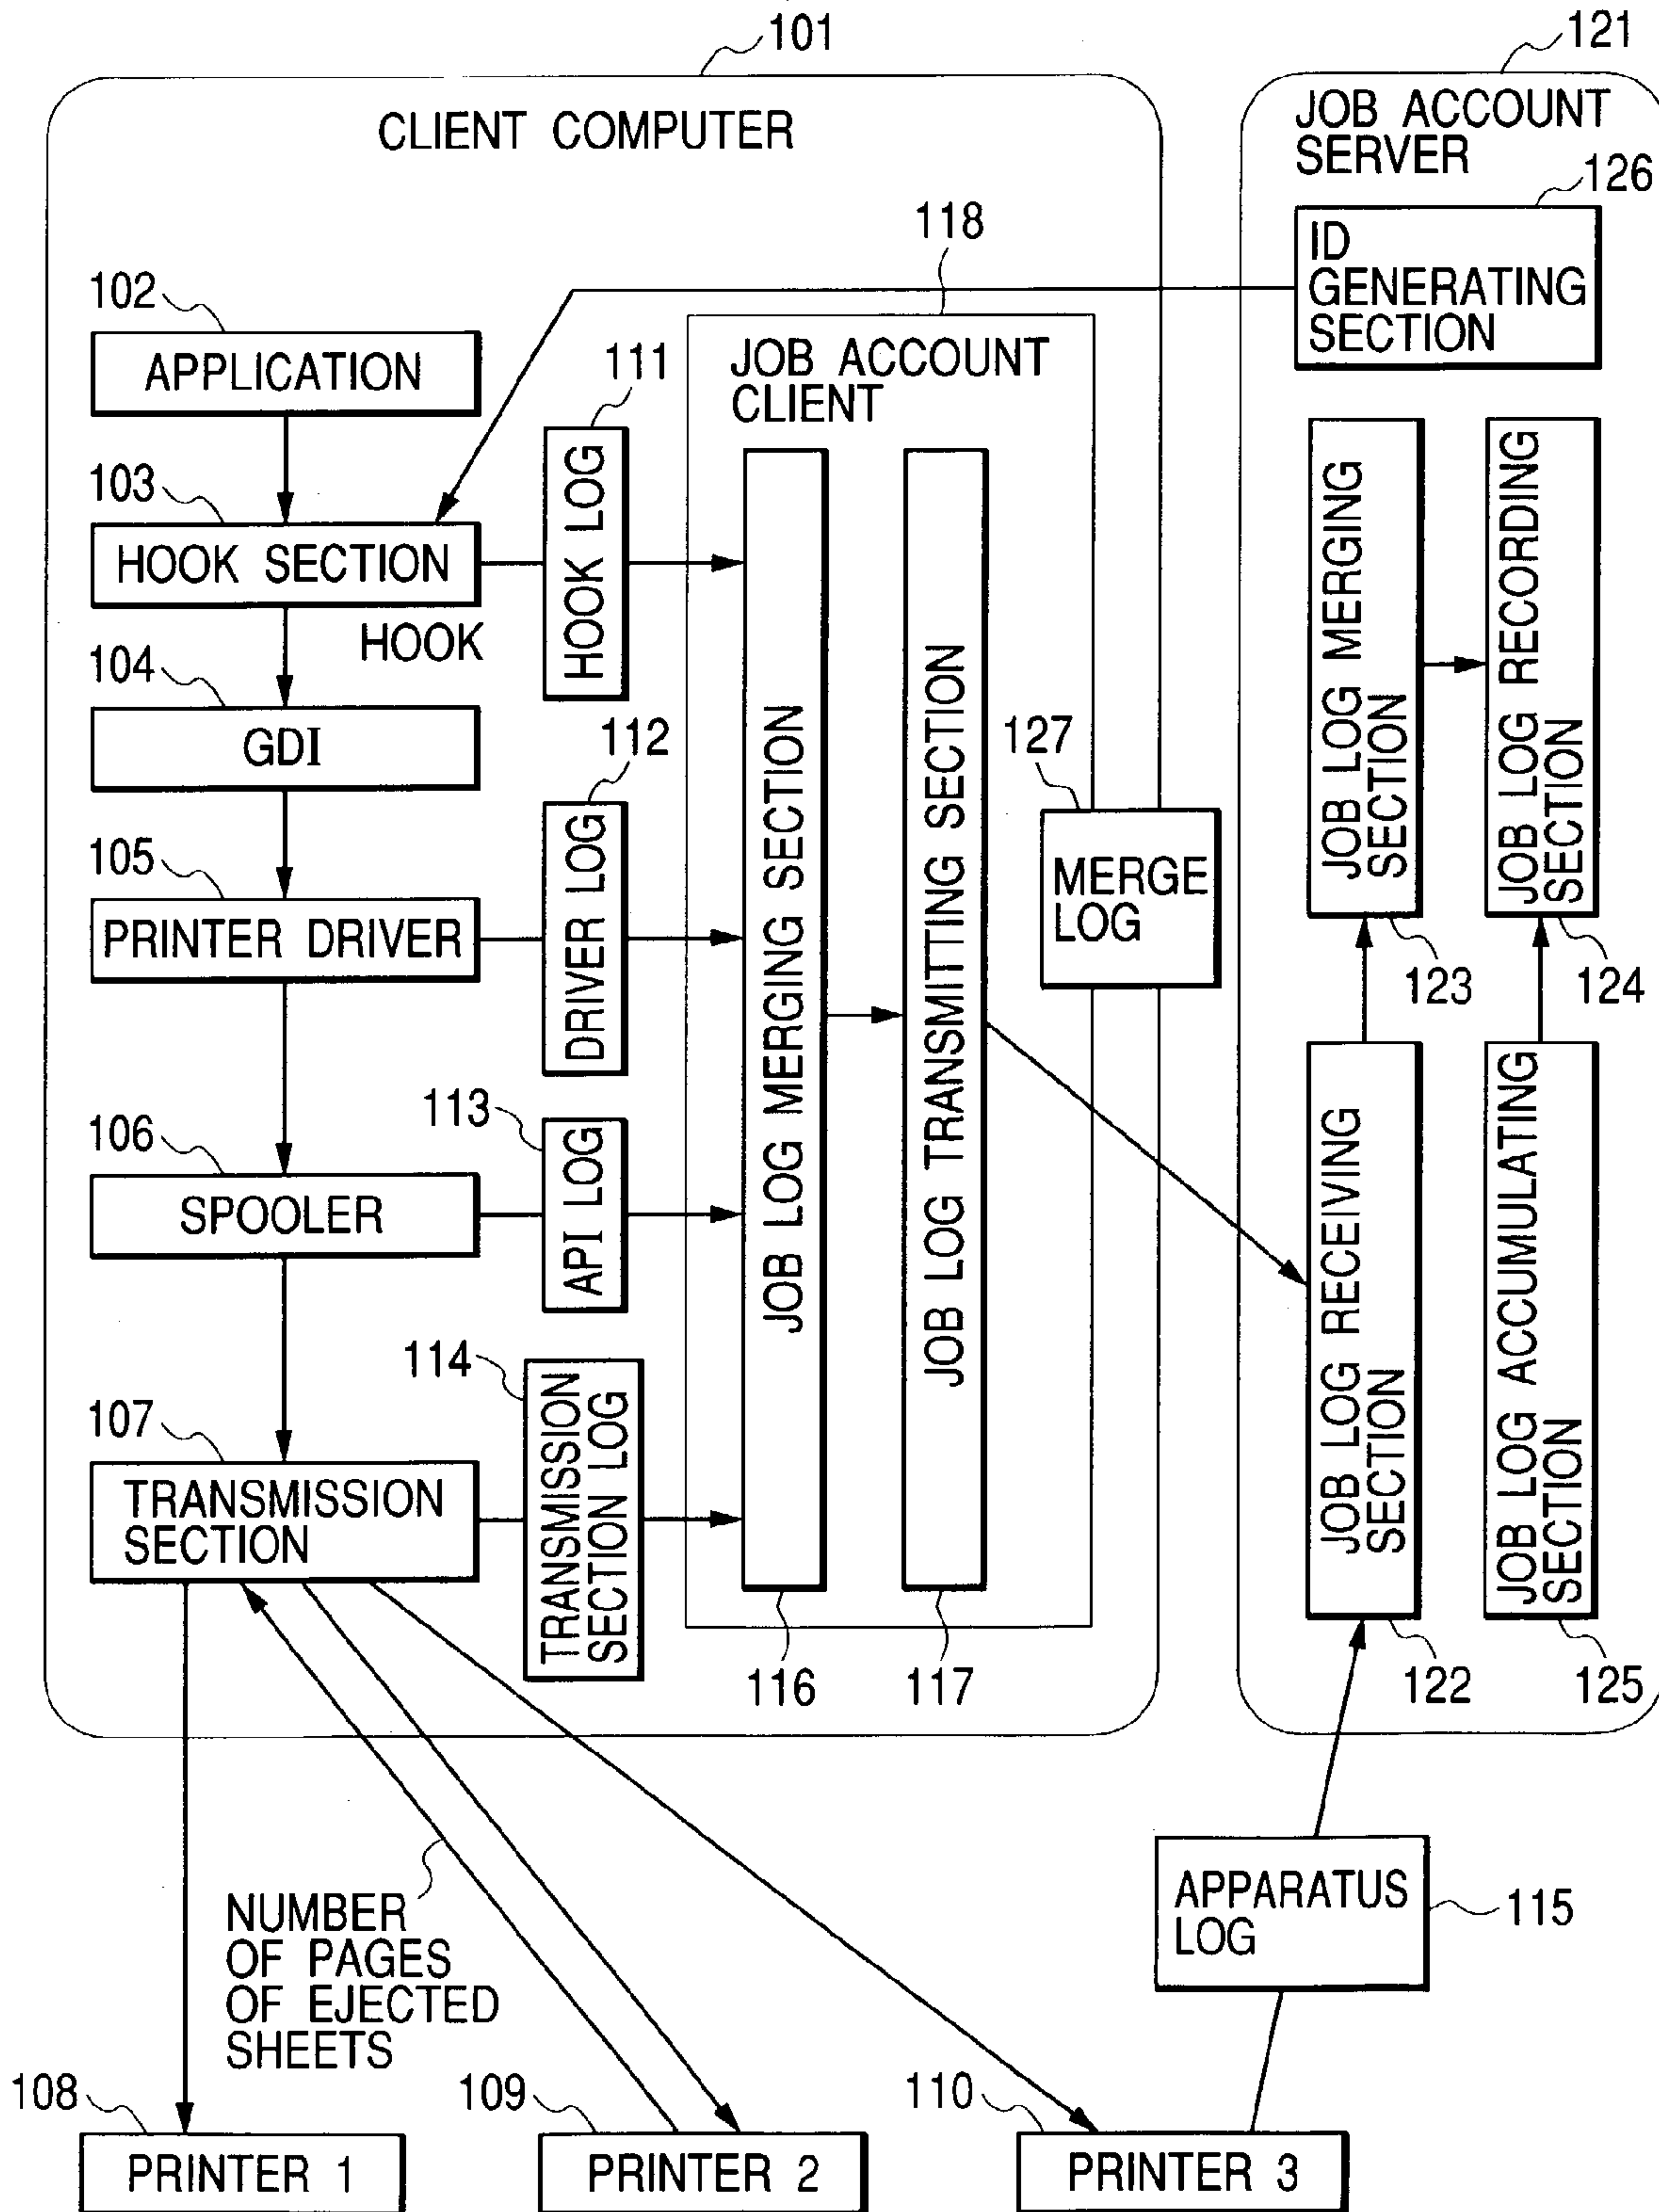 101
121
CLIENT COMPUTER
JOB ACCOUNT
SERVER
126
ID
GENERATING
SECTION
118
102
APPLICATION
111
HOOK LOG
JOB ACCOUNT
CLIENT
103
HOOK SECTION
HOOK
104
GDI
112
DRIVER LOG
105
PRINTER DRIVER
113
API LOG
106
SPOOLER
114
TRANSMISSION
SECTION LOG
107
TRANSMISSION
SECTION
JOB LOG MERGING SECTION
116
JOB LOG TRANSMITTING SECTION
117
127
MERGE
LOG
JOB LOG MERGING
SECTION
123
JOB LOG RECORDING
SECTION
124
JOB LOG RECEIVING
SECTION
122
JOB LOG ACCUMULATING
SECTION
125
NUMBER
OF PAGES
OF EJECTED
SHEETS
APPARATUS
LOG
115
108
PRINTER 1
109
PRINTER 2
110
PRINTER 3